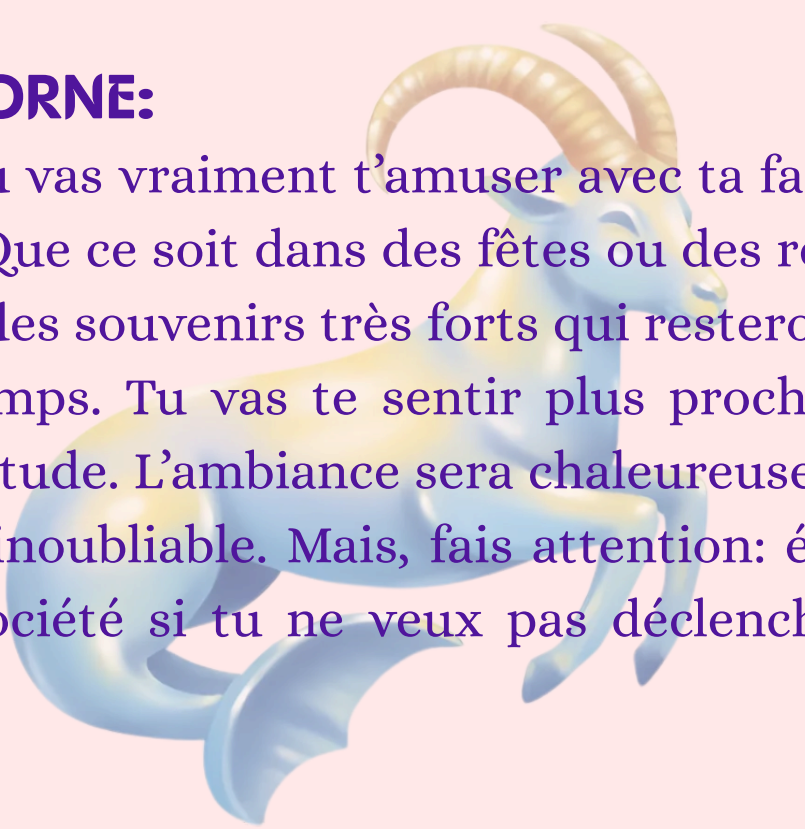 ORNE:
u vas vraiment t’amuser avec ta fa
Que ce soit dans des fêtes ou des r
des souvenirs très forts qui restero
mps. Tu vas te sentir plus proch
tude. L’ambiance sera chaleureuse
inoubliable. Mais, fais attention: é
ociété si tu ne veux pas déclench